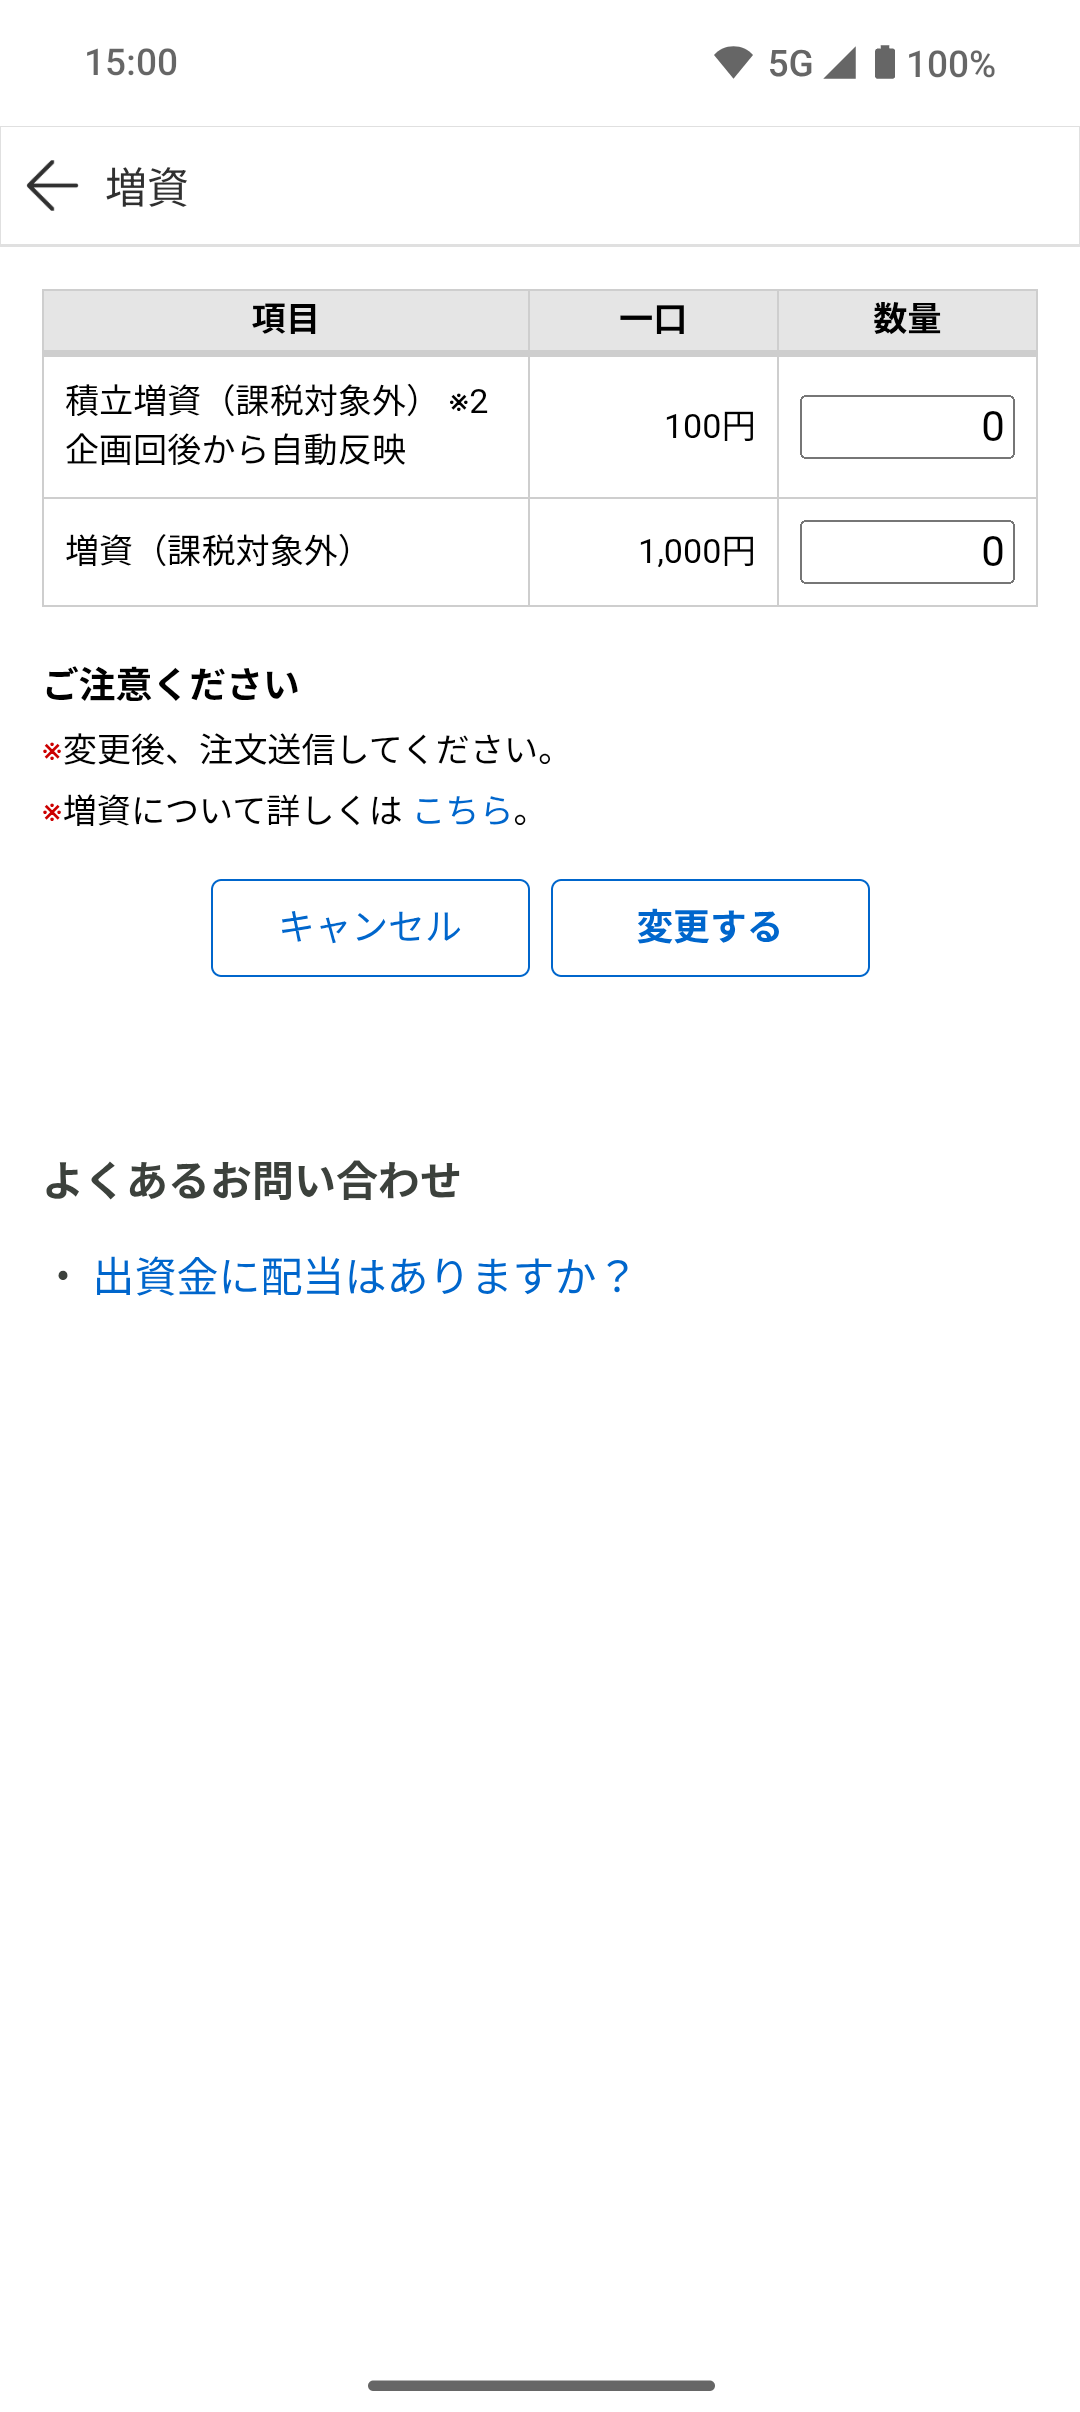 15:00 5G 100%
増資
項目 一口 数量
積立増資（課税対象外） ※2
企画回後から自動反映
100円 0
増資（課税対象外） 1,000円 0
ご注意ください
※変更後、注文送信してください。
※増資について詳しくは こちら。
キャンセル 変更する
よくあるお問い合わせ
・ 出資金に配当はありますか？